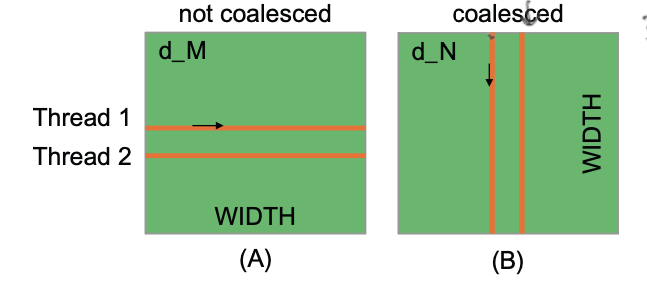 not coalesced
coalesced
d_M
d_N
Thread 1
Thread 2
WIDTH
WIDTH
(A)
(B)